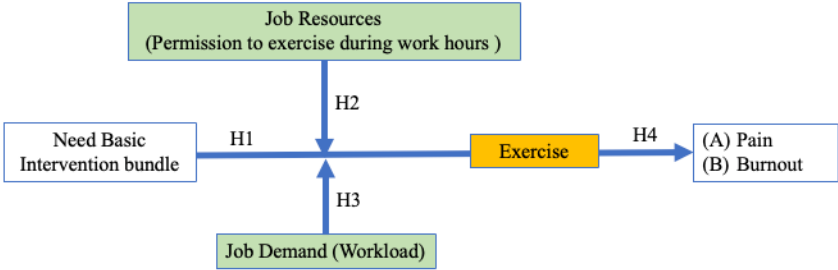 Job Resources
(Permission to exercise during work hours )
H2
Need Basic
Intervention bundle
H1
Exercise
H4
(A) Pain
(B) Burnout
H3
Job Demand (Workload)